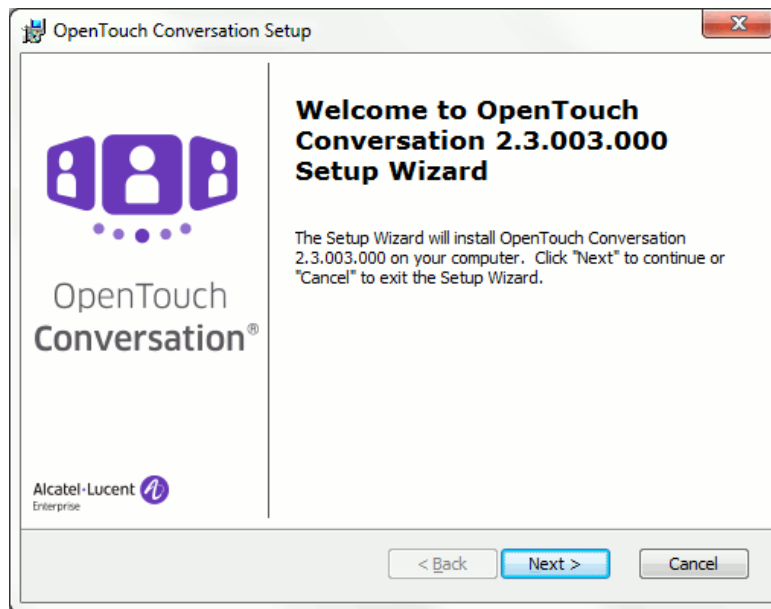 OpenTouch Conversation Setup
Welcome to OpenTouch
Conversation 2.3.003.000
Setup Wizard
The Setup Wizard will install OpenTouch Conversation
2.3.003.000 on your computer.  Click "Next" to continue or
"Cancel" to exit the Setup Wizard.
OpenTouch
Conversation®
Alcatel·Lucent
Enterprise
< Back
Next >
Cancel